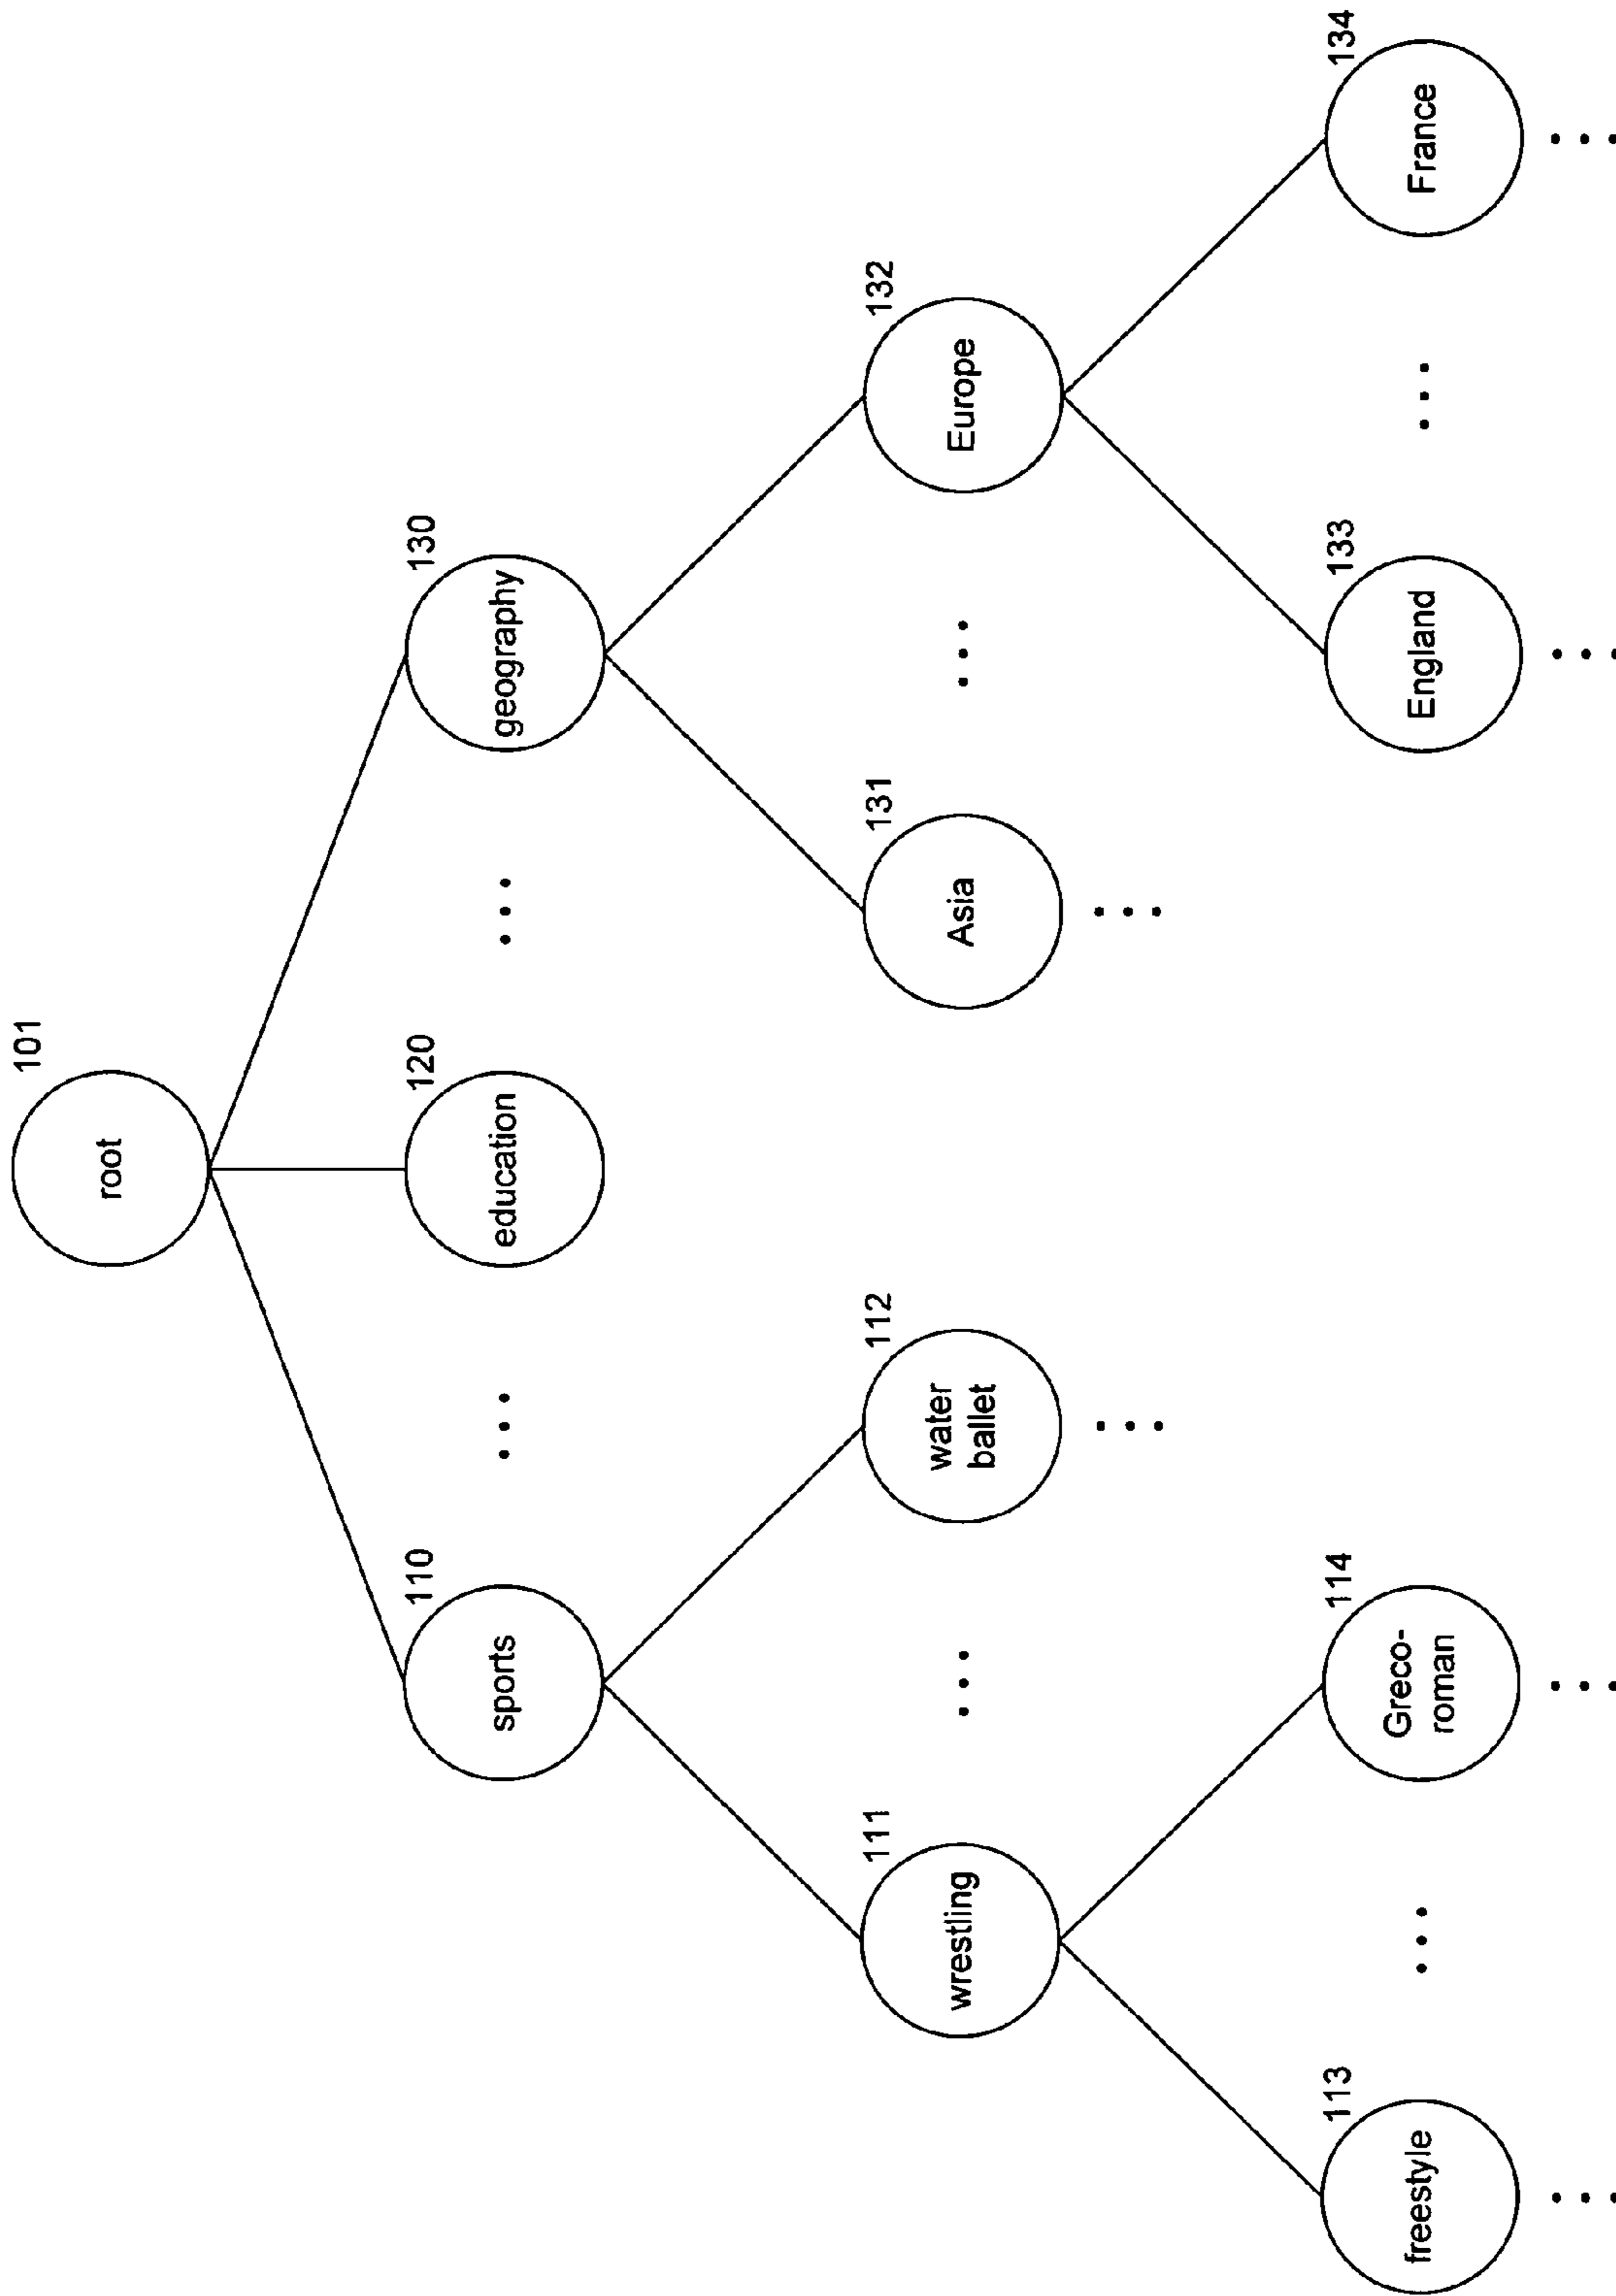 101
root
110
sports
120
education
130
geography
111
wrestling
112
water
ballet
131
Asia
132
Europe
113
freestyle
114
Greco-
roman
133
England
134
France